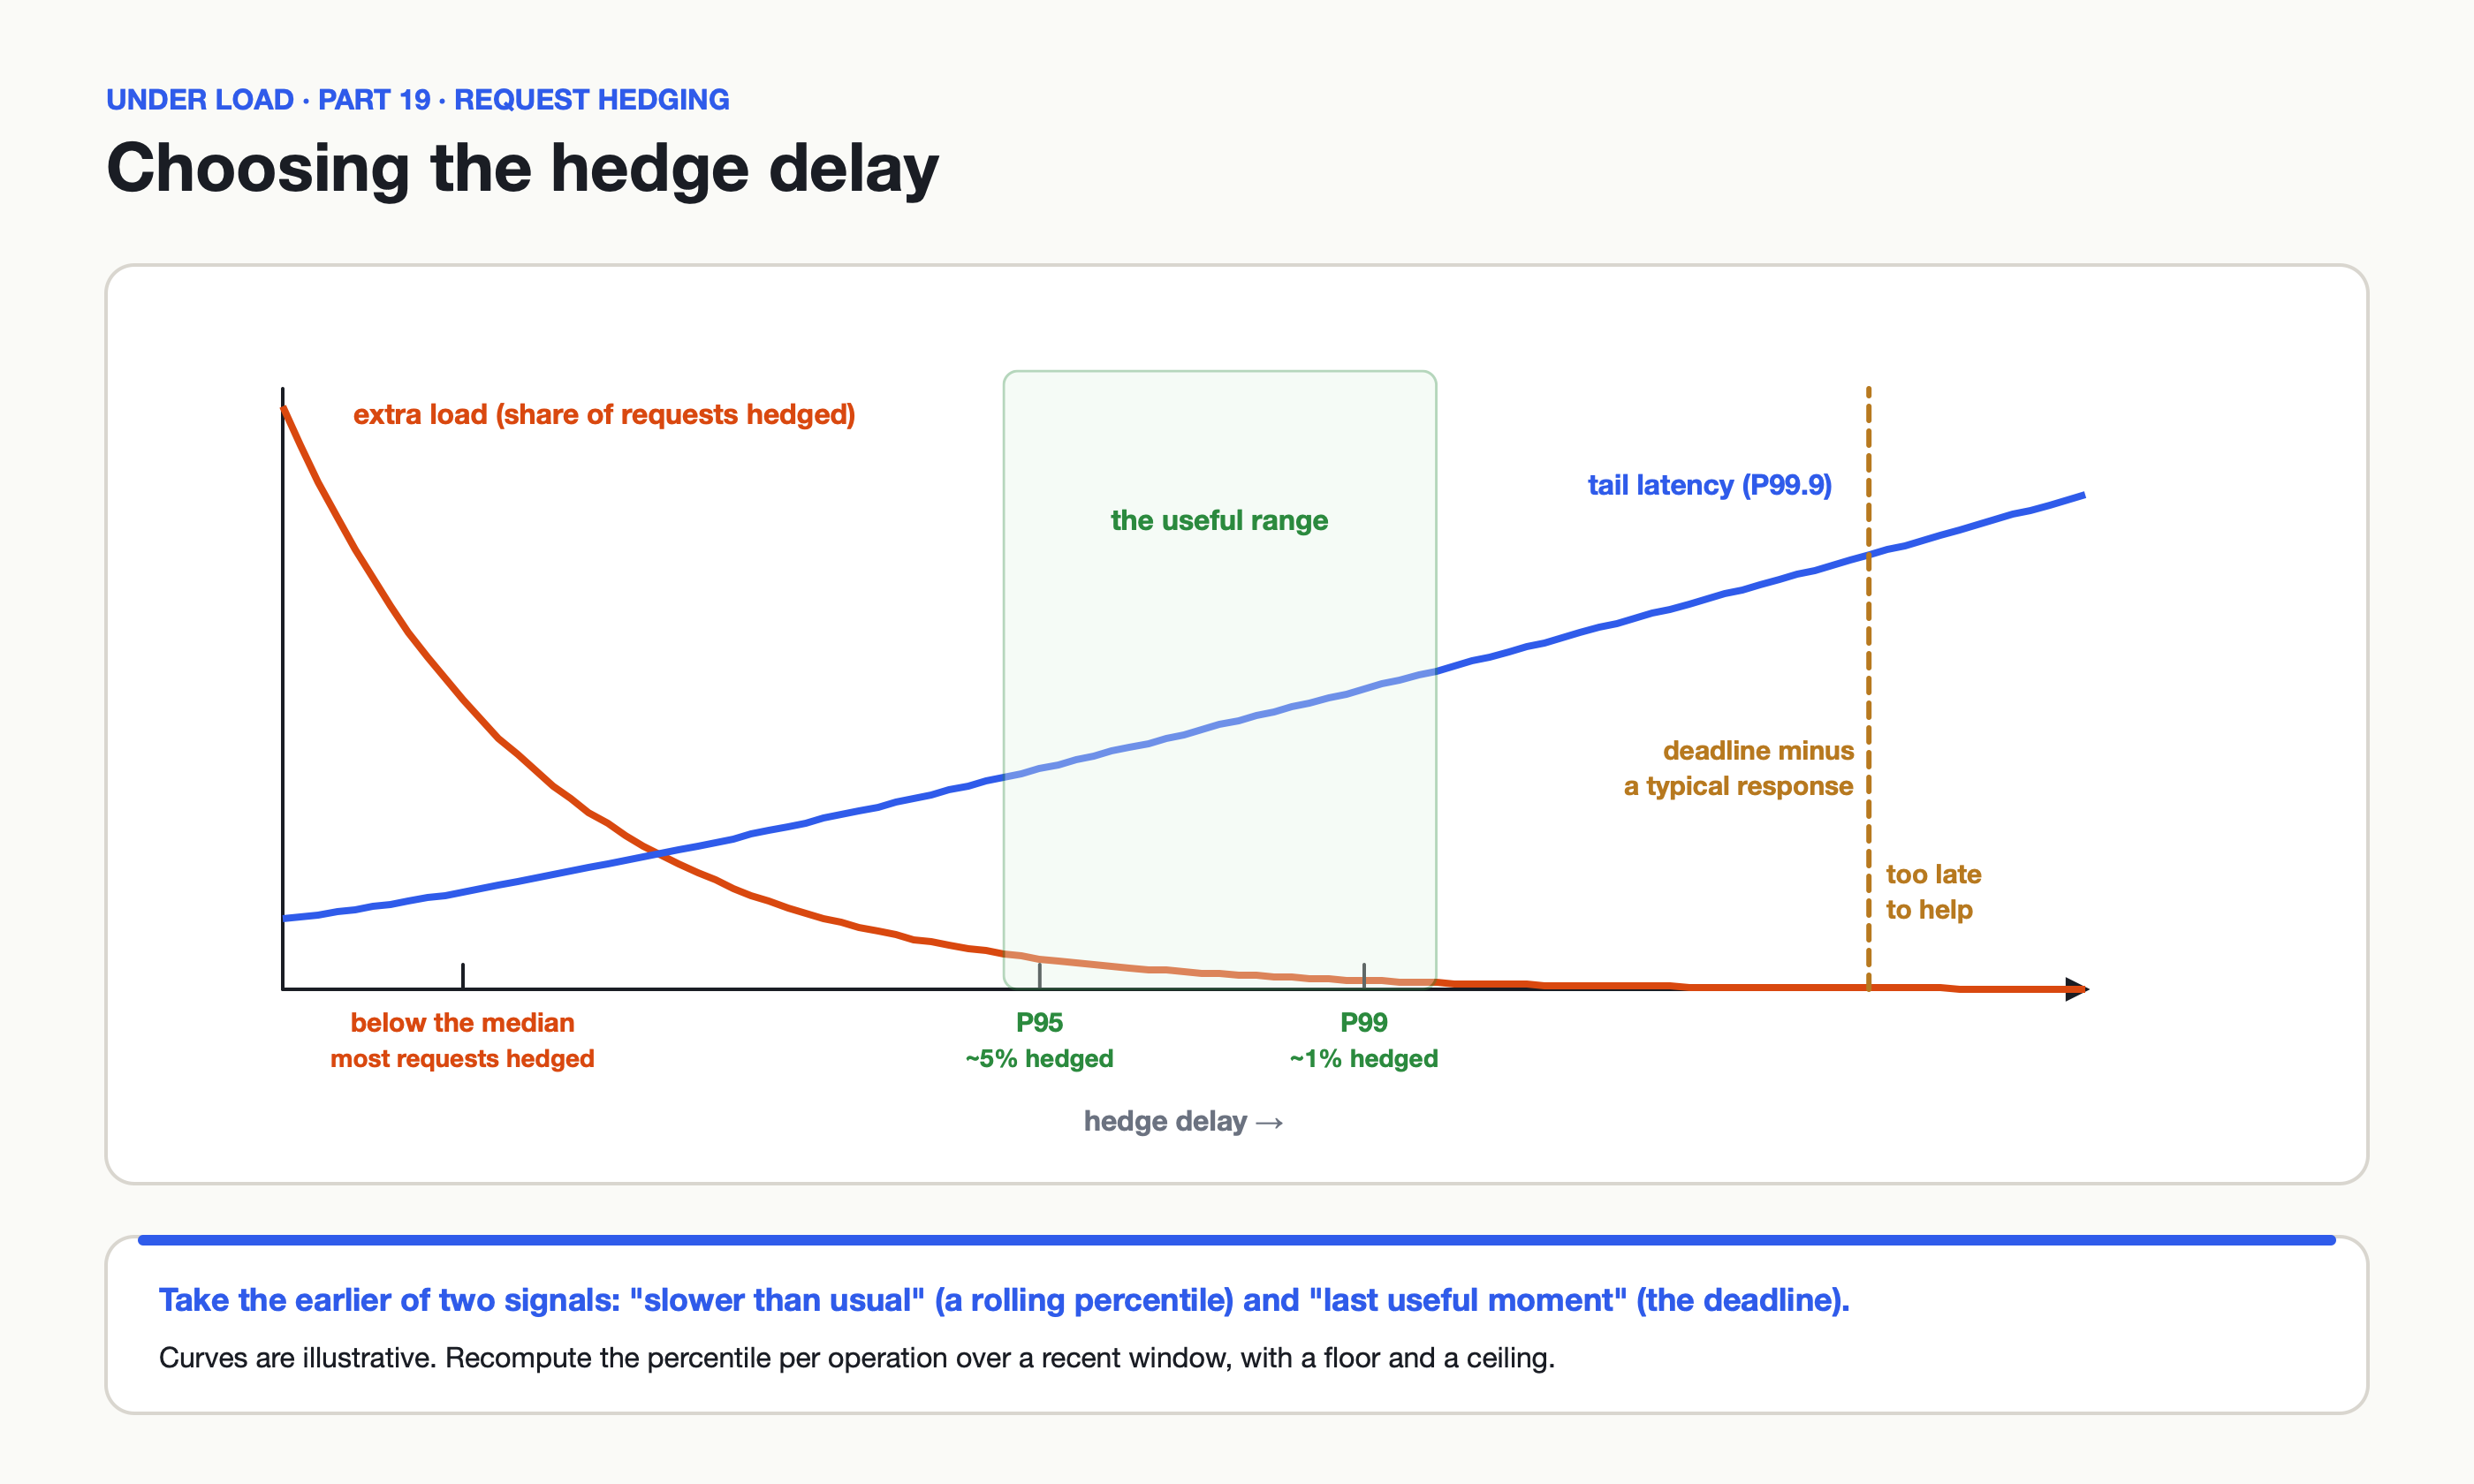 UNDER LOAD · PART 19 · REQUEST HEDGING
Choosing the hedge delay
extra load (share of requests hedged)
tail latency (P99.9)
the useful range
deadline minus
a typical response
too late
to help
below the median
most requests hedged
P95
~5% hedged
P99
~1% hedged
hedge delay →
Take the earlier of two signals: "slower than usual" (a rolling percentile) and "last useful moment" (the deadline).
Curves are illustrative. Recompute the percentile per operation over a recent window, with a floor and a ceiling.